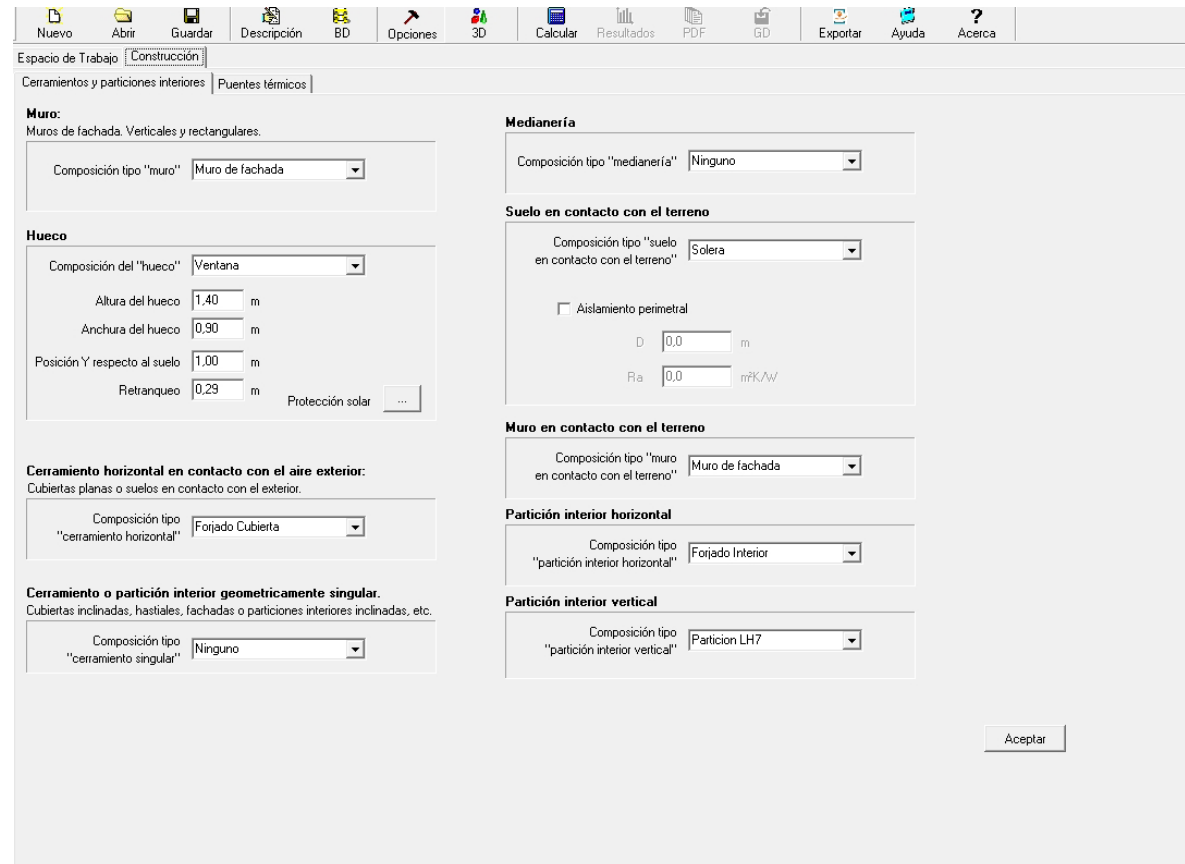 Nuevo Abrir Guardar Descripción BD Opciones 3D Calcular Resultados PDF GD Exportar Ayuda Acerca
Espacio de Trabajo Construcción
Cerramientos y particiones interiores Puentes térmicos
Muro:
Muros de fachada. Verticales y rectangulares.
Composición tipo "muro" Muro de fachada
Hueco
Composición del "hueco" Ventana
Altura del hueco 1,40 m
Anchura del hueco 0,90 m
Posición Y respecto al suelo 1,00 m
Retranqueo 0,29 m
Protección solar ...
Cerramiento horizontal en contacto con el aire exterior:
Cubiertas planas o suelos en contacto con el exterior.
Composición tipo
"cerramiento horizontal" Forjado Cubierta
Cerramiento o partición interior geometricamente singular.
Cubiertas inclinadas, hastiales, fachadas o particiones interiores inclinadas, etc.
Composición tipo
"cerramiento singular" Ninguno
Medianería
Composición tipo "medianería" Ninguno
Suelo en contacto con el terreno
Composición tipo "suelo
en contacto con el terreno" Solera
Aislamiento perimetral
D 0,0 m
Ra 0,0 m²K/W
Muro en contacto con el terreno
Composición tipo "muro
en contacto con el terreno" Muro de fachada
Partición interior horizontal
Composición tipo
"partición interior horizontal" Forjado Interior
Partición interior vertical
Composición tipo
"partición interior vertical" Particion LH7
Aceptar